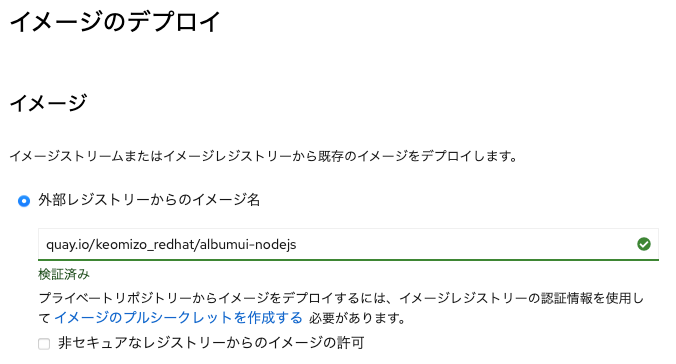 イメージのデプロイ
イメージ
イメージストリームまたはイメージレジストリーから既存のイメージをデプロイします。
外部レジストリーからのイメージ名
quay.io/keomizo_redhat/albumui-nodejs
検証済み
プライベートリポジトリーからイメージをデプロイするには、イメージレジストリーの認証情報を使用し
て イメージのプルシークレットを作成する 必要があります。
非セキュアなレジストリーからのイメージの許可